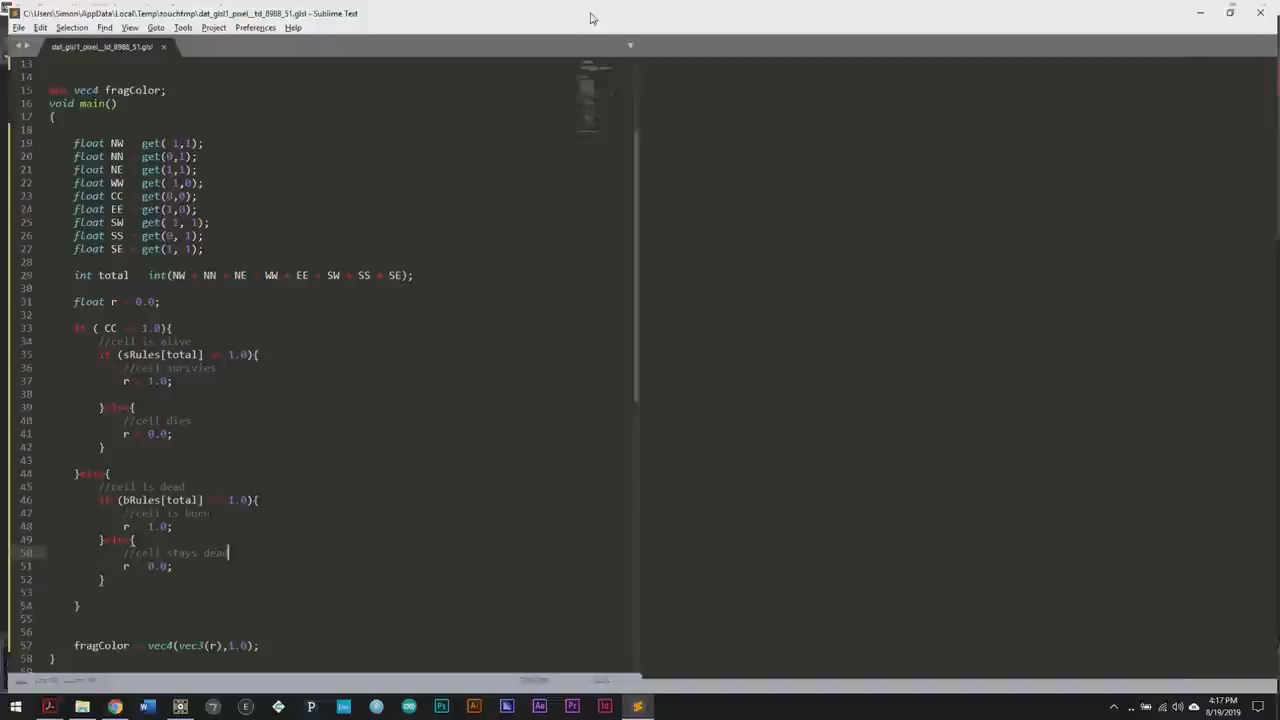 C:\Users\Simon\AppData\Local\Temp\touchtmp\dat_glsl1_pixel__td_8988_51.glsl - Sublime Text
File Edit Selection Find View Goto Tools Project Preferences Help
dat_glsl1_pixel__td_8988_51.glsl
13
14
15 out vec4 fragColor;
16 void main()
17 {
18
19 float NW get( 1,1);
20 float NN get(0,1);
21 float NE get(1,1);
22 float WW get( 1,0);
23 float CC get(0,0);
24 float EE get(1,0);
25 float SW get( 1, 1);
26 float SS get(0, 1);
27 float SE get(1, 1);
28
29 int total int(NW + NN + NE + WW + EE + SW + SS + SE);
30
31 float r = 0.0;
32
33 if ( CC == 1.0){
34 //cell is alive
35 if (sRules[total] == 1.0){
36 //cell surivies
37 r = 1.0;
38
39 }else{
40 //cell dies
41 r = 0.0;
42 }
43
44 }else{
45 //cell is dead
46 if (bRules[total] == 1.0){
47 //cell is born
48 r 1.0;
49 }else{
50 //cell stays dead
51 r 0.0;
52 }
53
54 }
55
56
57 fragColor = vec4(vec3(r),1.0);
58 }
59
4:17 PM
8/19/2019